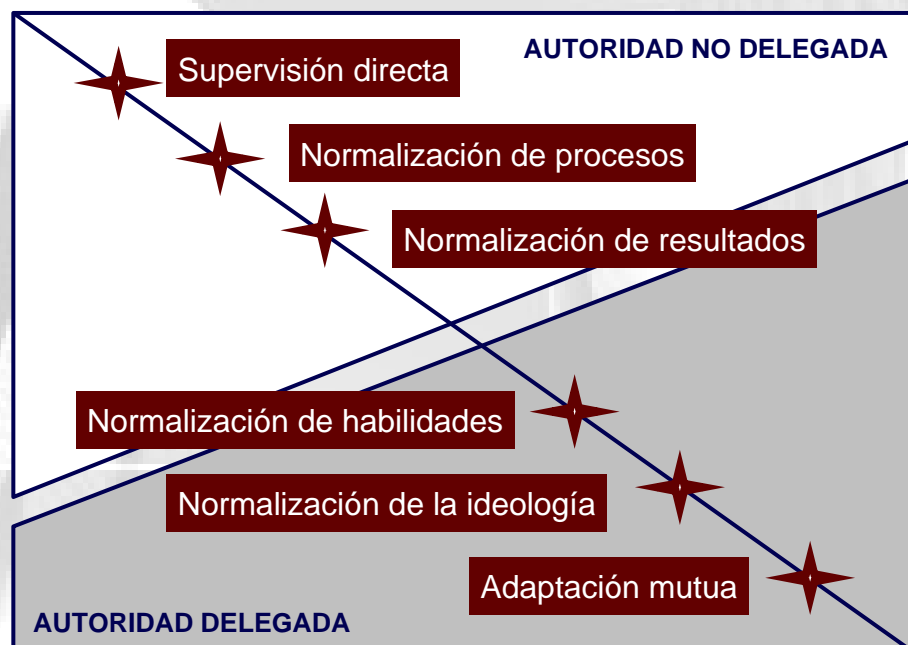 AUTORIDAD NO DELEGADA
Supervisión directa
Normalización de procesos
Normalización de resultados
Normalización de habilidades
Normalización de la ideología
Adaptación mutua
AUTORIDAD DELEGADA